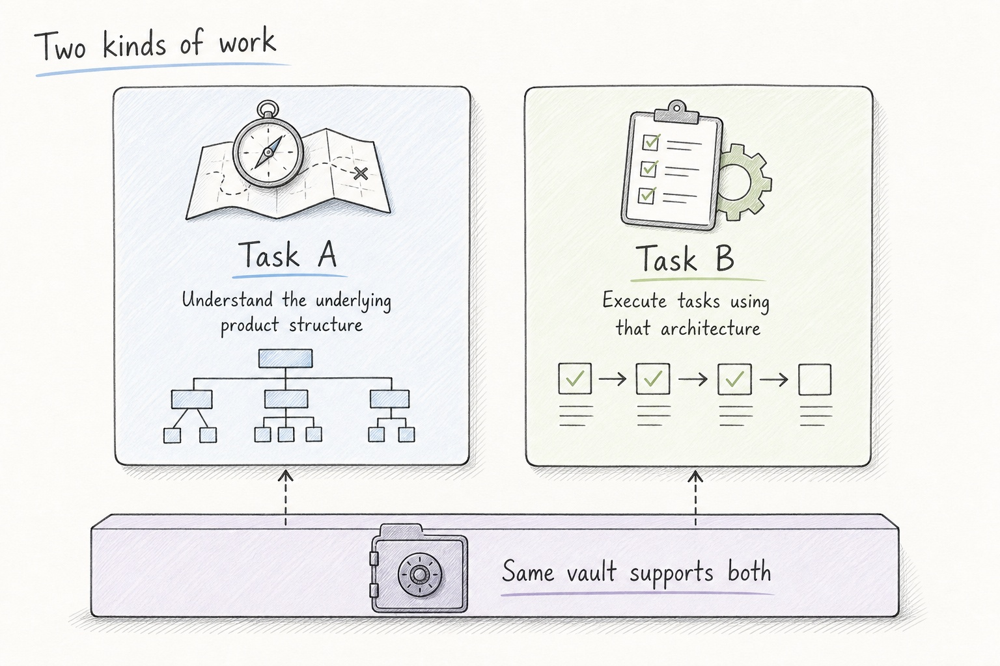 Two kinds of work
Task A
Understand the underlying
product structure
Task B
Execute tasks using
that architecture
Same vault supports both